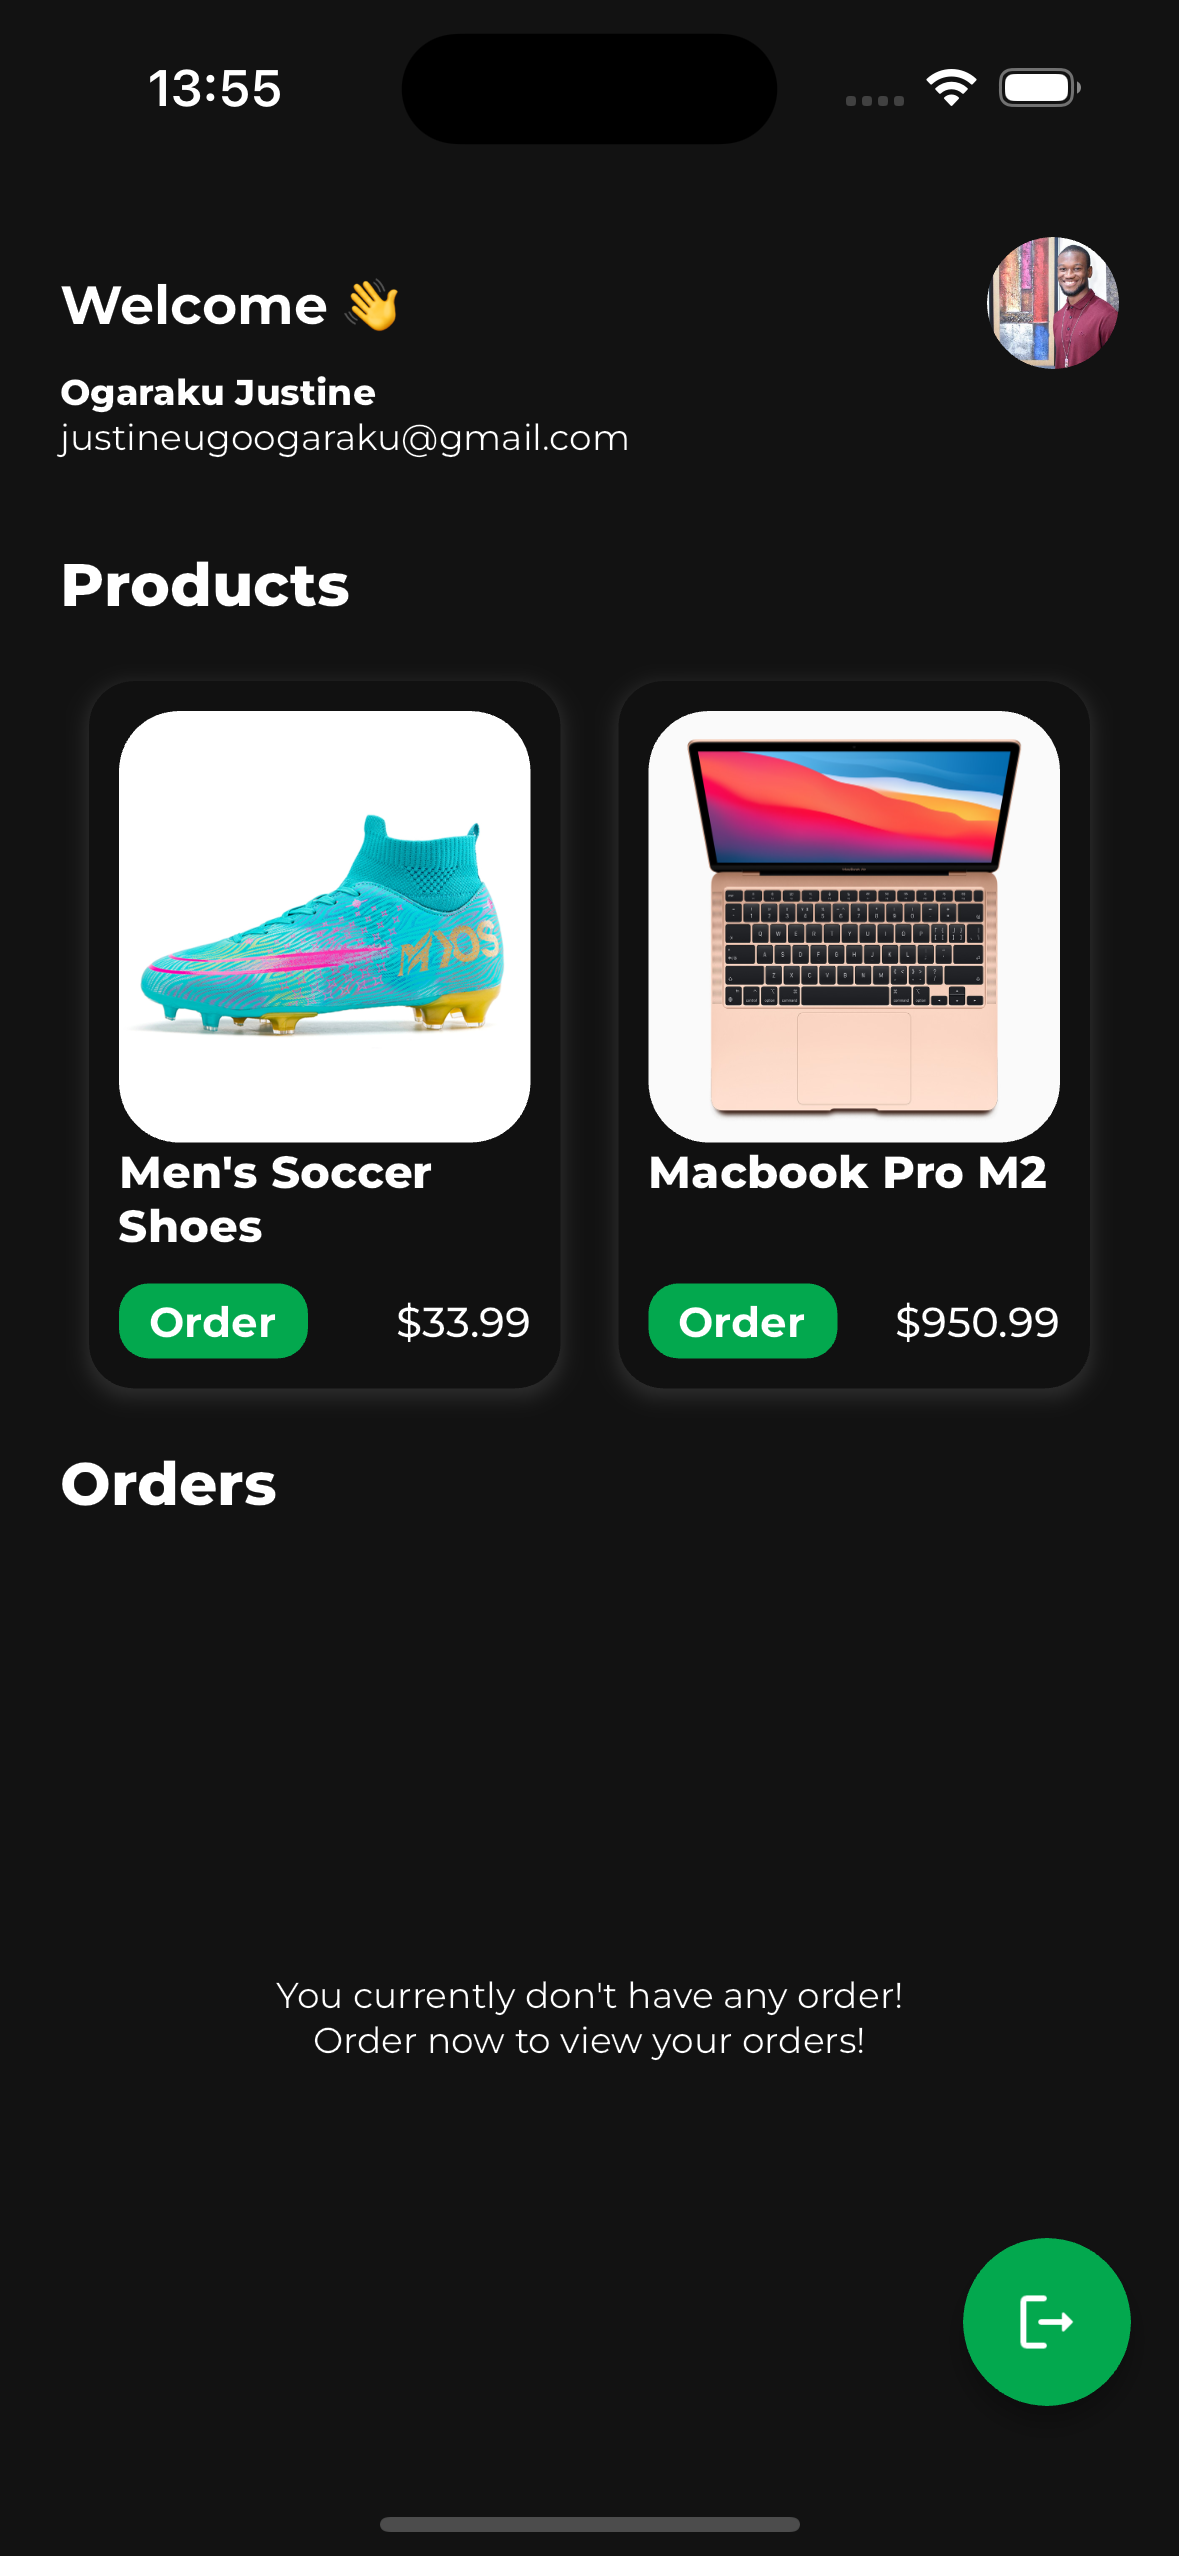 13:55
Welcome 👋
Ogaraku Justine
justineugoogaraku@gmail.com
Products
Men's Soccer
Shoes
Order
$33.99
Macbook Pro M2
Order
$950.99
Orders
You currently don't have any order!
Order now to view your orders!